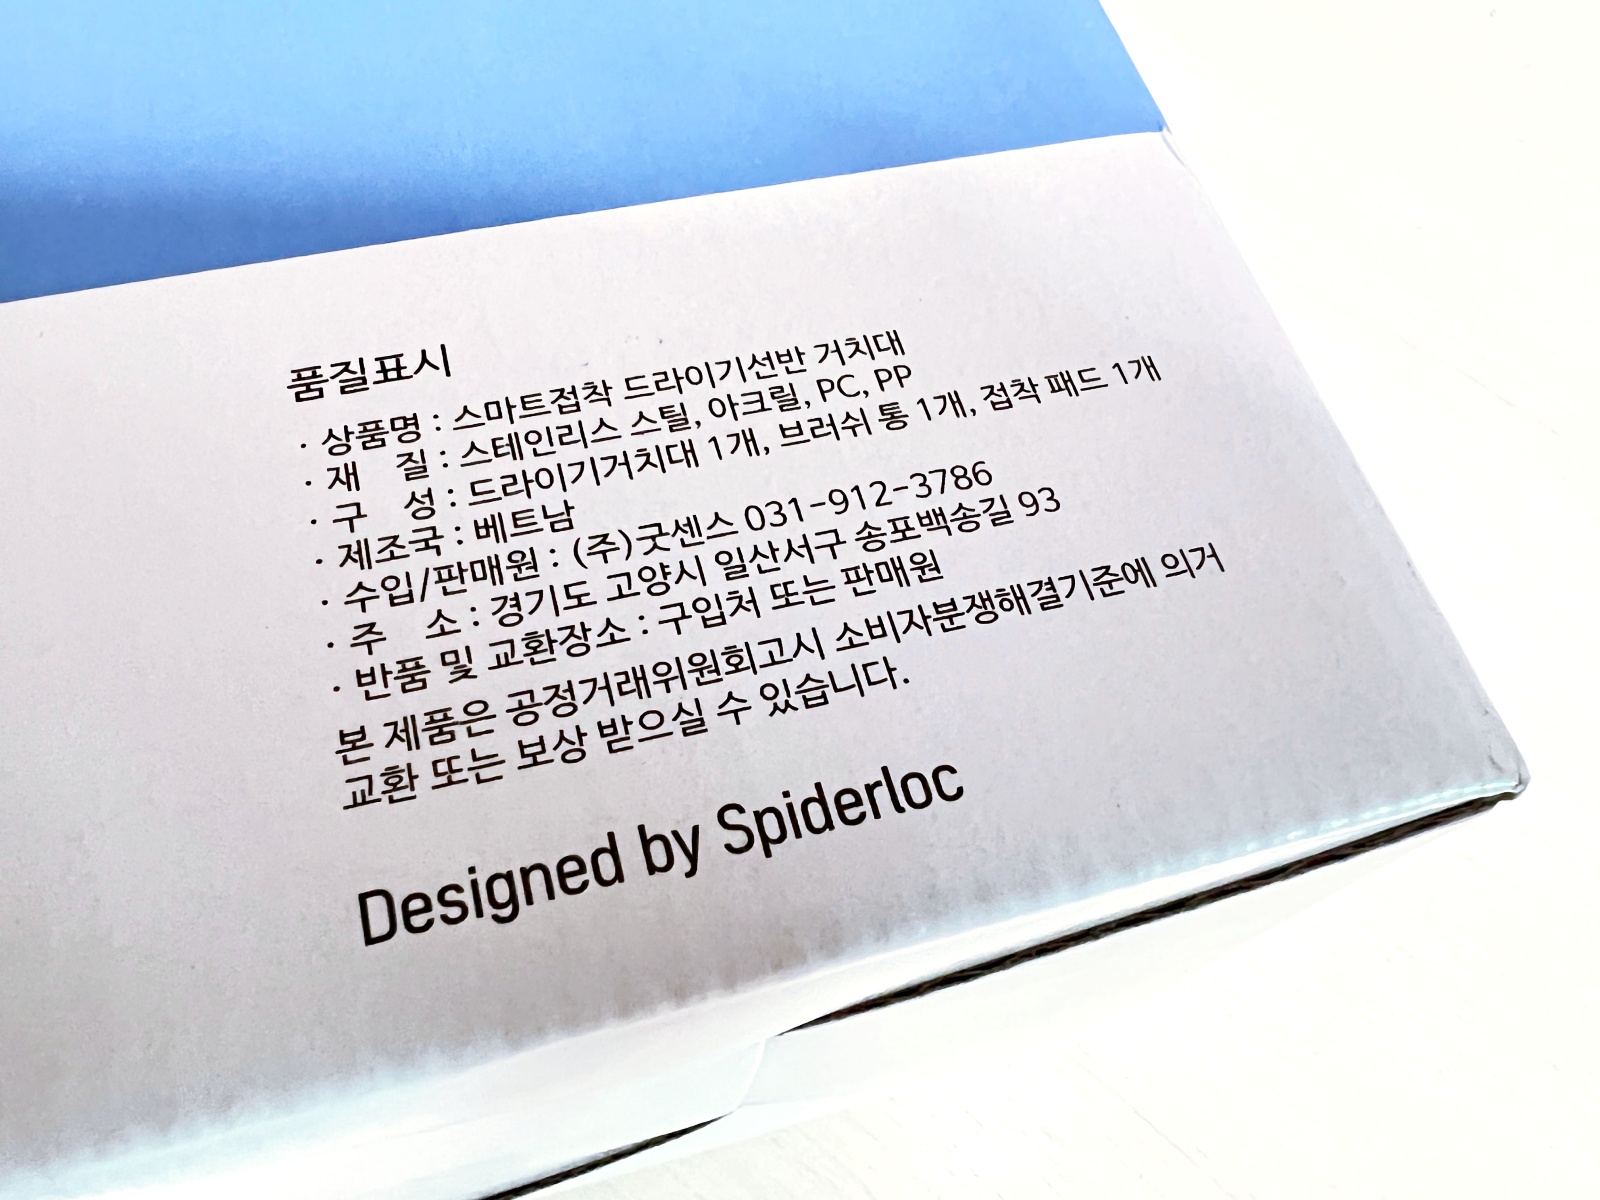 품질표시
· 상품명 : 스마트접착 드라이기선반 거치대
· 재 질 : 스테인리스 스틸, 아크릴, PC, PP
· 구 성 : 드라이기거치대 1개, 브러쉬 통 1개, 접착 패드 1개
· 제조국 : 베트남
· 수입/판매원 : (주)굿센스 031-912-3786
· 주 소 : 경기도 고양시 일산서구 송포백송길 93
· 반품 및 교환장소 : 구입처 또는 판매원
본 제품은 공정거래위원회고시 소비자분쟁해결기준에 의거
교환 또는 보상 받으실 수 있습니다.
Designed by Spiderloc